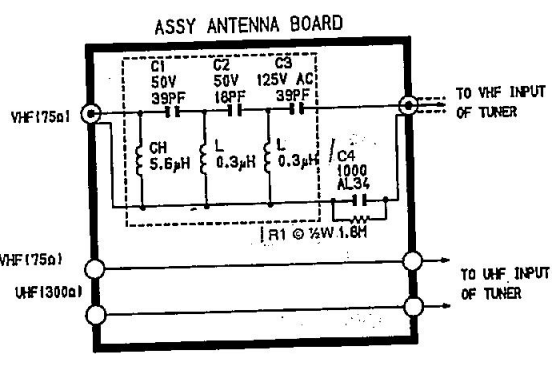 ASSY ANTENNA BOARD
C1
50V
39PF
C2
50V
18PF
C3
125V AC
39PF
VHF(75Ω)
TO VHF INPUT
OF TUNER
CH
5.6μH
L
0.3μH
L
0.3μH
C4
1000
AL34
R1 © ½W 1.8M
VHF(75Ω)
UHF(300Ω)
TO UHF INPUT
OF TUNER